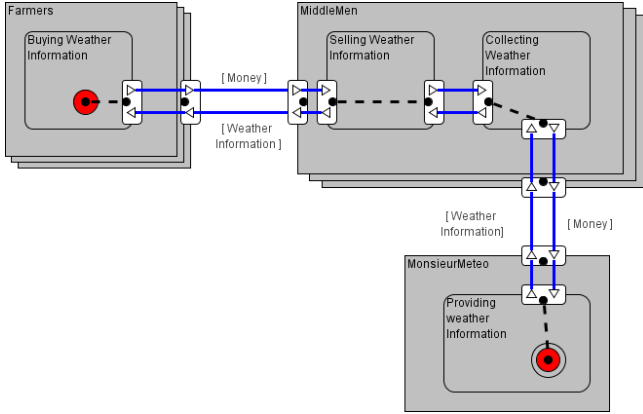 Farmers
MiddleMen
Buying Weather
Information
Selling Weather
Information
Collecting
Weather
Information
[ Money ]
[ Weather
Information ]
[ Weather
Information]
[ Money ]
MonsieurMeteo
Providing
weather
Information